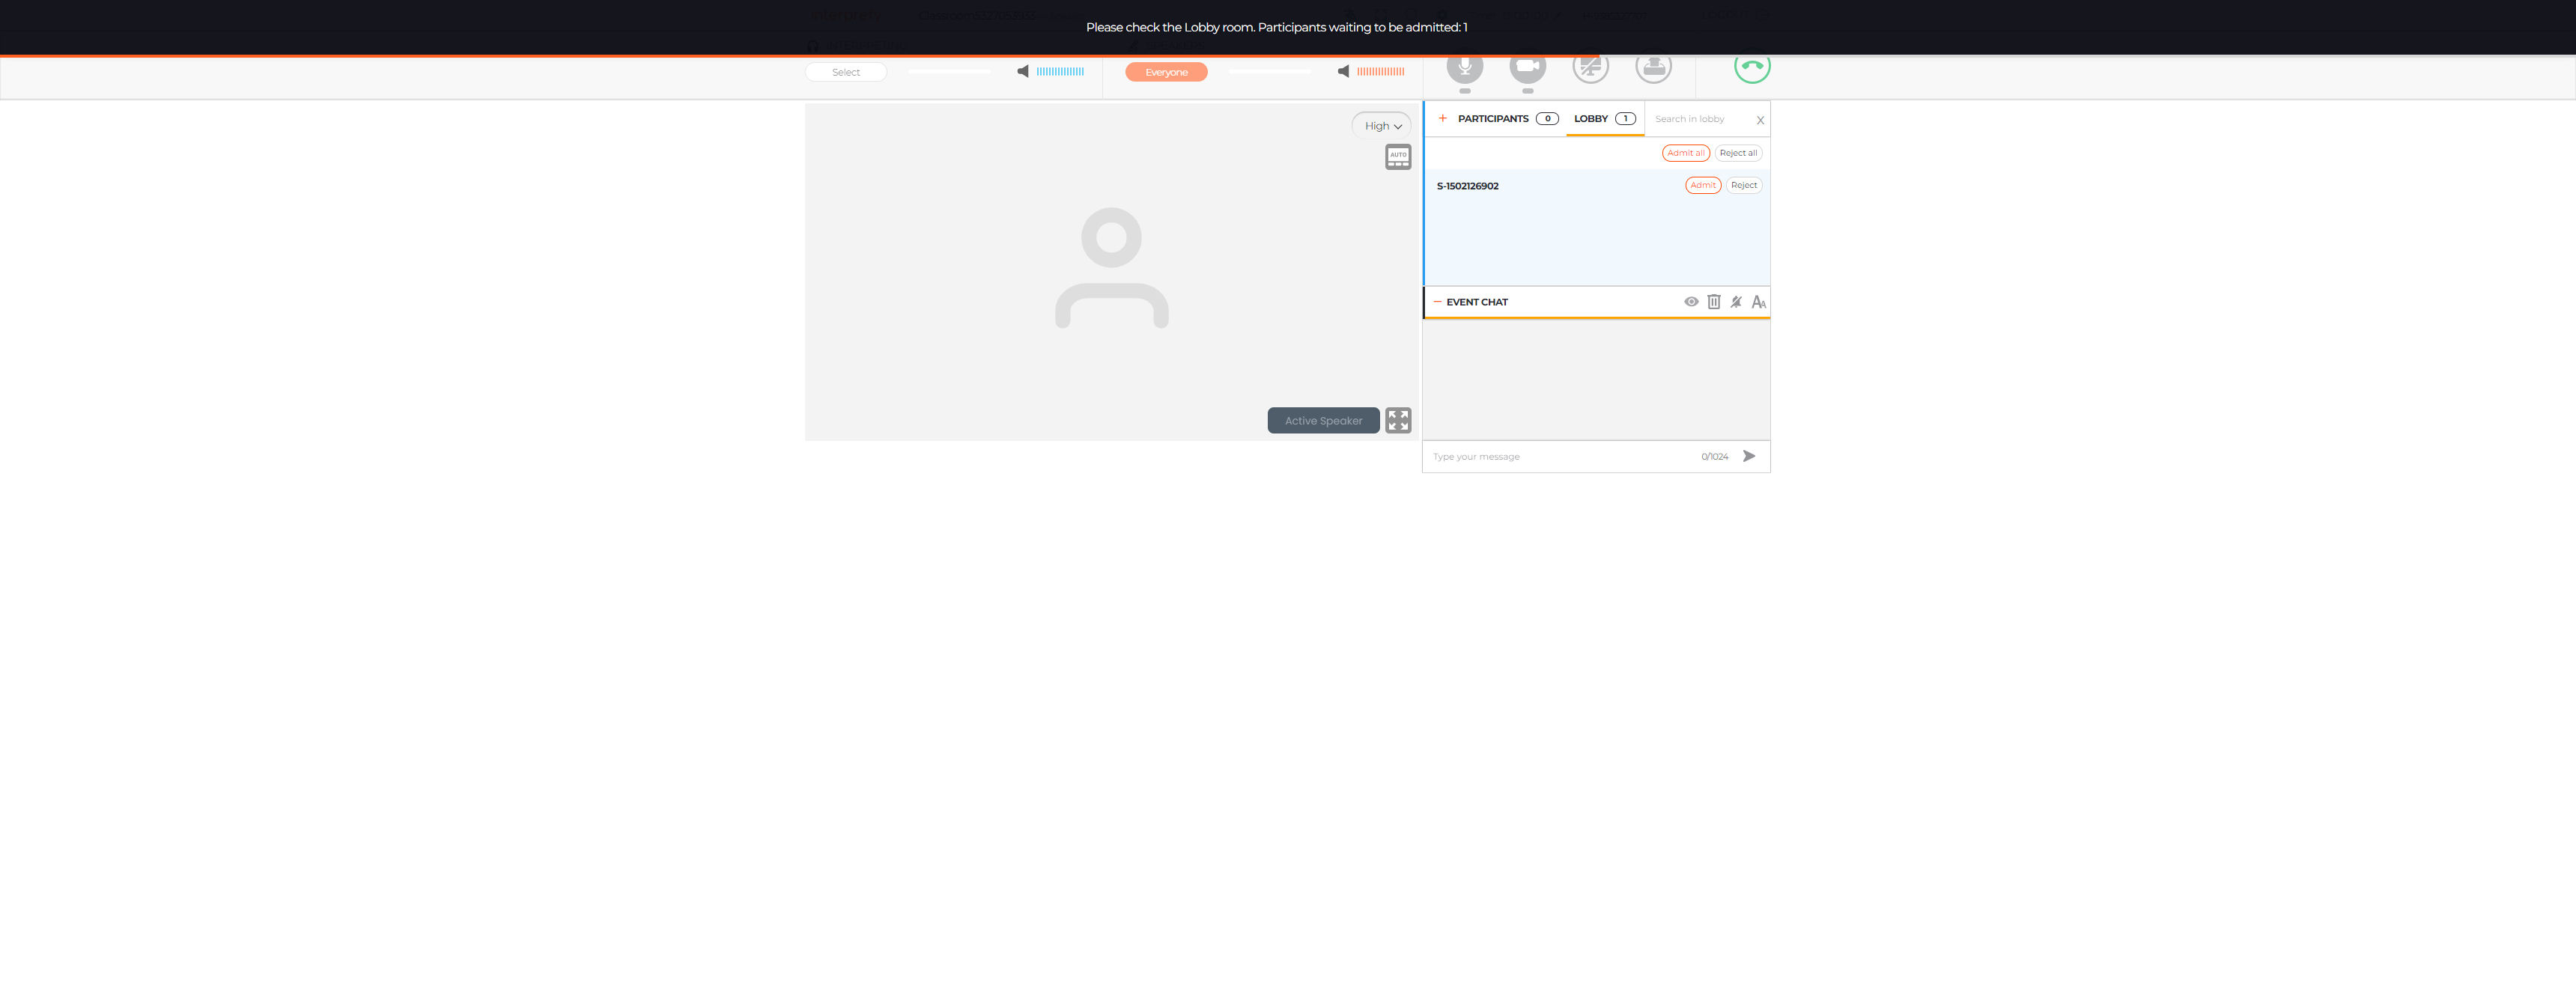 Please check the Lobby room. Participants waiting to be admitted: 1
Select
Everyone
High
AUTO
Active Speaker
+ PARTICIPANTS 0
LOBBY 1
Search in lobby X
Admit all Reject all
S-1502126902 Admit Reject
— EVENT CHAT
AA
Type your message 0/1024